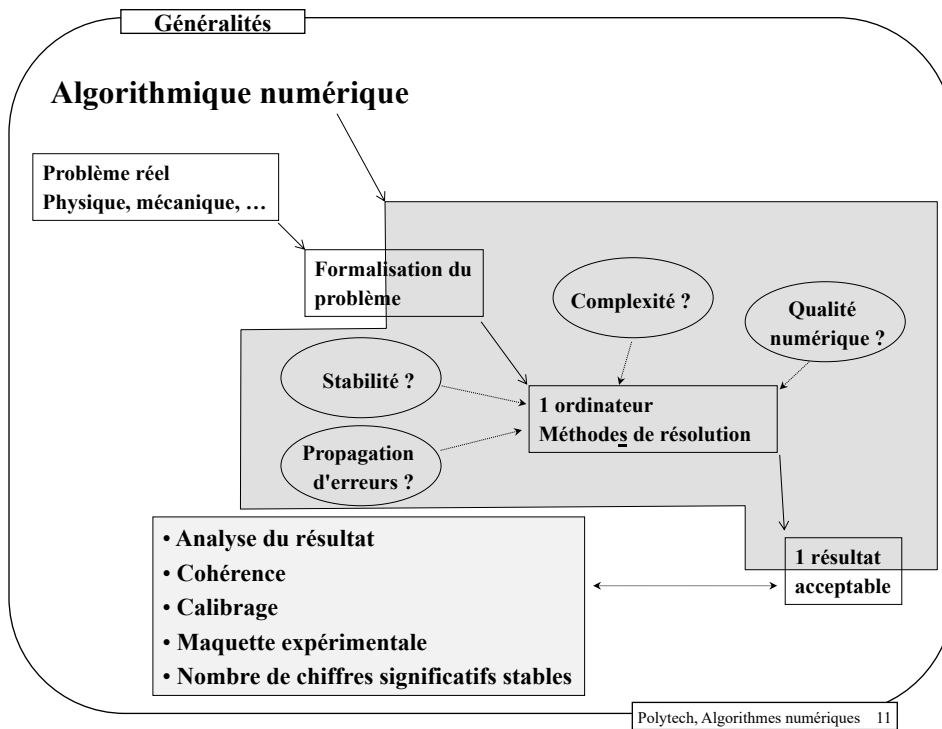 Généralités
Algorithmique numérique
Problème réel
Physique, mécanique, …
Formalisation du
problème
Complexité ?
Qualité
numérique ?
Stabilité ?
1 ordinateur
Méthodes de résolution
Propagation
d'erreurs ?
• Analyse du résultat
• Cohérence
• Calibrage
• Maquette expérimentale
• Nombre de chiffres significatifs stables
1 résultat
acceptable
Polytech, Algorithmes numériques 11